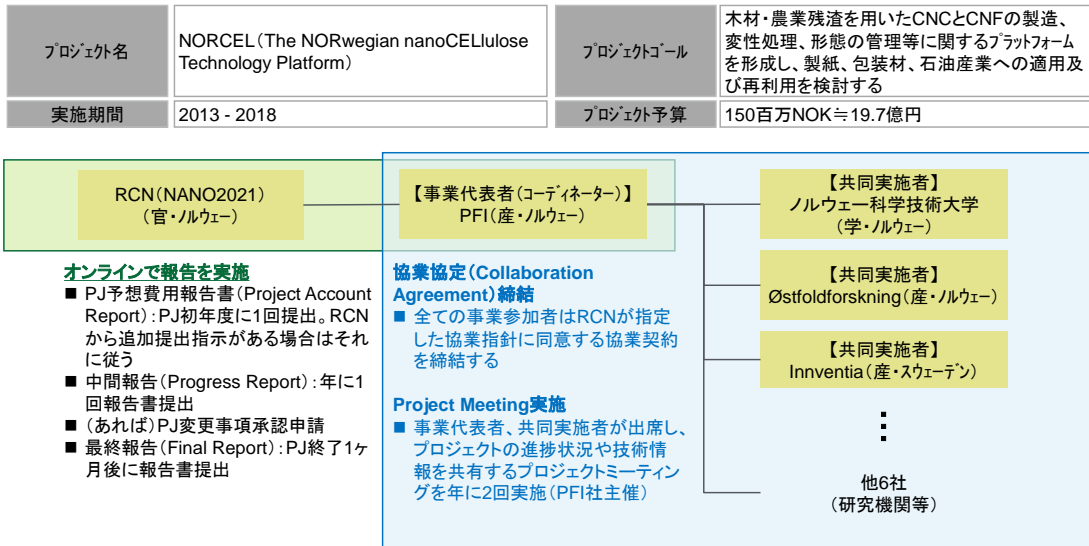 プロジェクト名
NORCEL(The NORwegian nanoCELlulose
Technology Platform)
プロジェクトゴール
木材・農業残渣を用いたCNCとCNFの製造、
変性処理、形態の管理等に関するプラットフォーム
を形成し、製紙、包装材、石油産業への適用及
び再利用を検討する
実施期間
2013 - 2018
プロジェクト予算
150百万NOK≒19.7億円
RCN(NANO2021)
(官・ノルウェー)
【事業代表者(コーディネーター)】
PFI(産・ノルウェー)
【共同実施者】
ノルウェー科学技術大学
(学・ノルウェー)
【共同実施者】
Østfoldforskning(産・ノルウェー)
【共同実施者】
Innventia(産・スウェーデン)
他6社
(研究機関等)
オンラインで報告を実施
■ PJ予想費用報告書(Project Account
Report):PJ初年度に1回提出。RCN
から追加提出指示がある場合はそれ
に従う
■ 中間報告(Progress Report):年に1
回報告書提出
■ (あれば)PJ変更事項承認申請
■ 最終報告(Final Report):PJ終了1ヶ
月後に報告書提出
協業協定(Collaboration
Agreement)締結
■ 全ての事業参加者はRCNが指定
した協業指針に同意する協業契約
を締結する
Project Meeting実施
■ 事業代表者、共同実施者が出席し、
プロジェクトの進捗状況や技術情
報を共有するプロジェクトミーティン
グを年に2回実施(PFI社主催)